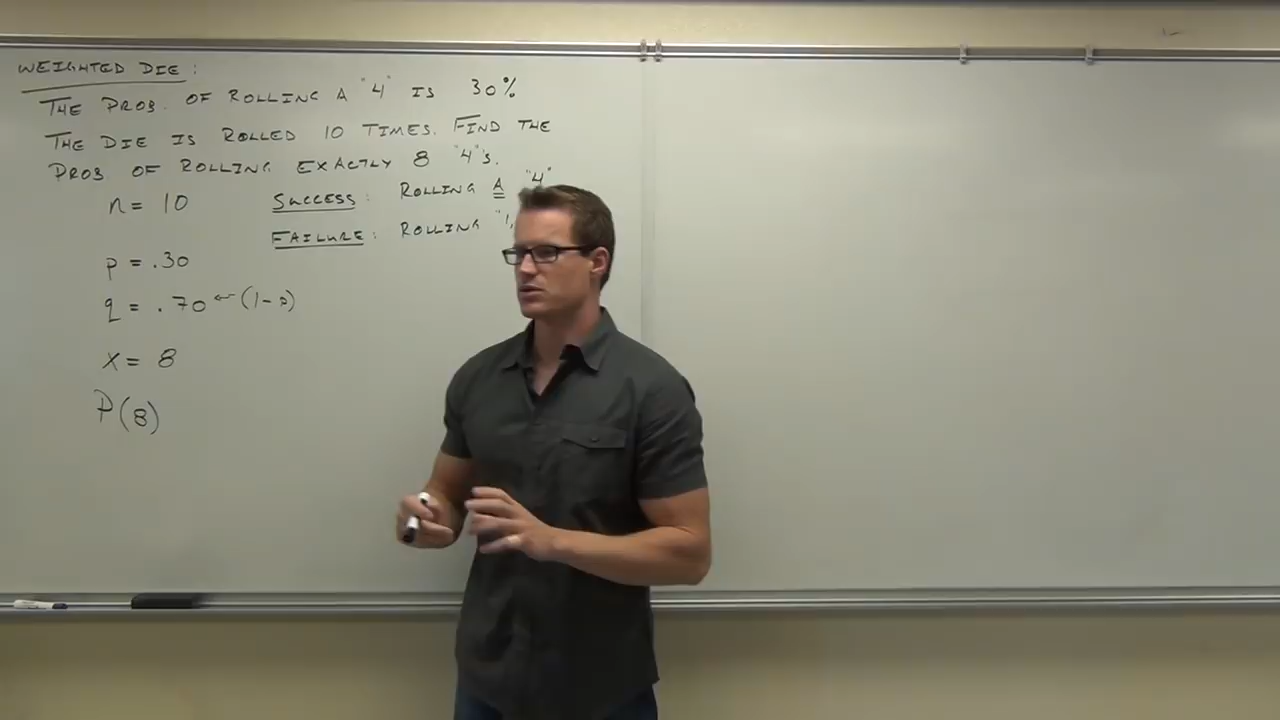 WEIGHTED DIE:
THE PROB. OF ROLLING A "4" IS 30%
THE DIE IS ROLLED 10 TIMES. FIND THE
PROB OF ROLLING EXACTLY 8 "4"s.
n = 10
SUCCESS: ROLLING A "4"
FAILURE: ROLLING "1,
p = .30
q = .70 ← (1-p)
x = 8
P(8)